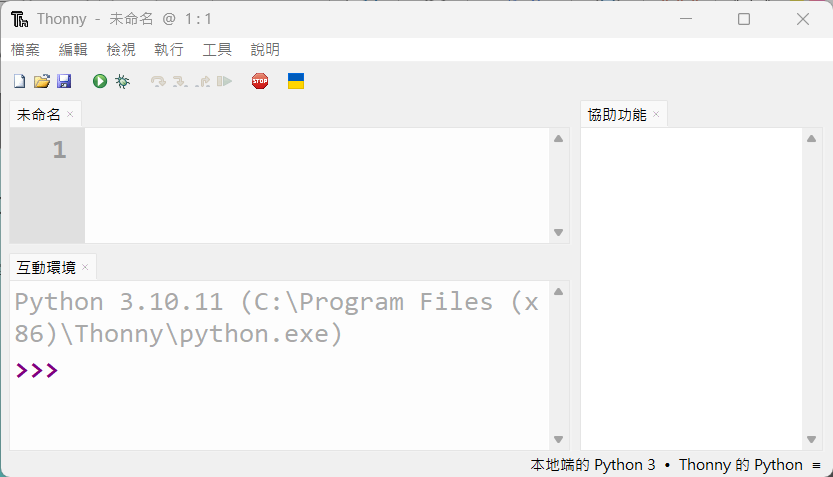 Thonny - 未命名 @ 1:1
檔案 編輯 檢視 執行 工具 說明
STOP
未命名 ×
協助功能 ×
1
互動環境 ×
Python 3.10.11 (C:\Program Files (x
86)\Thonny\python.exe)
>>>
本地端的 Python 3 • Thonny 的 Python ≡